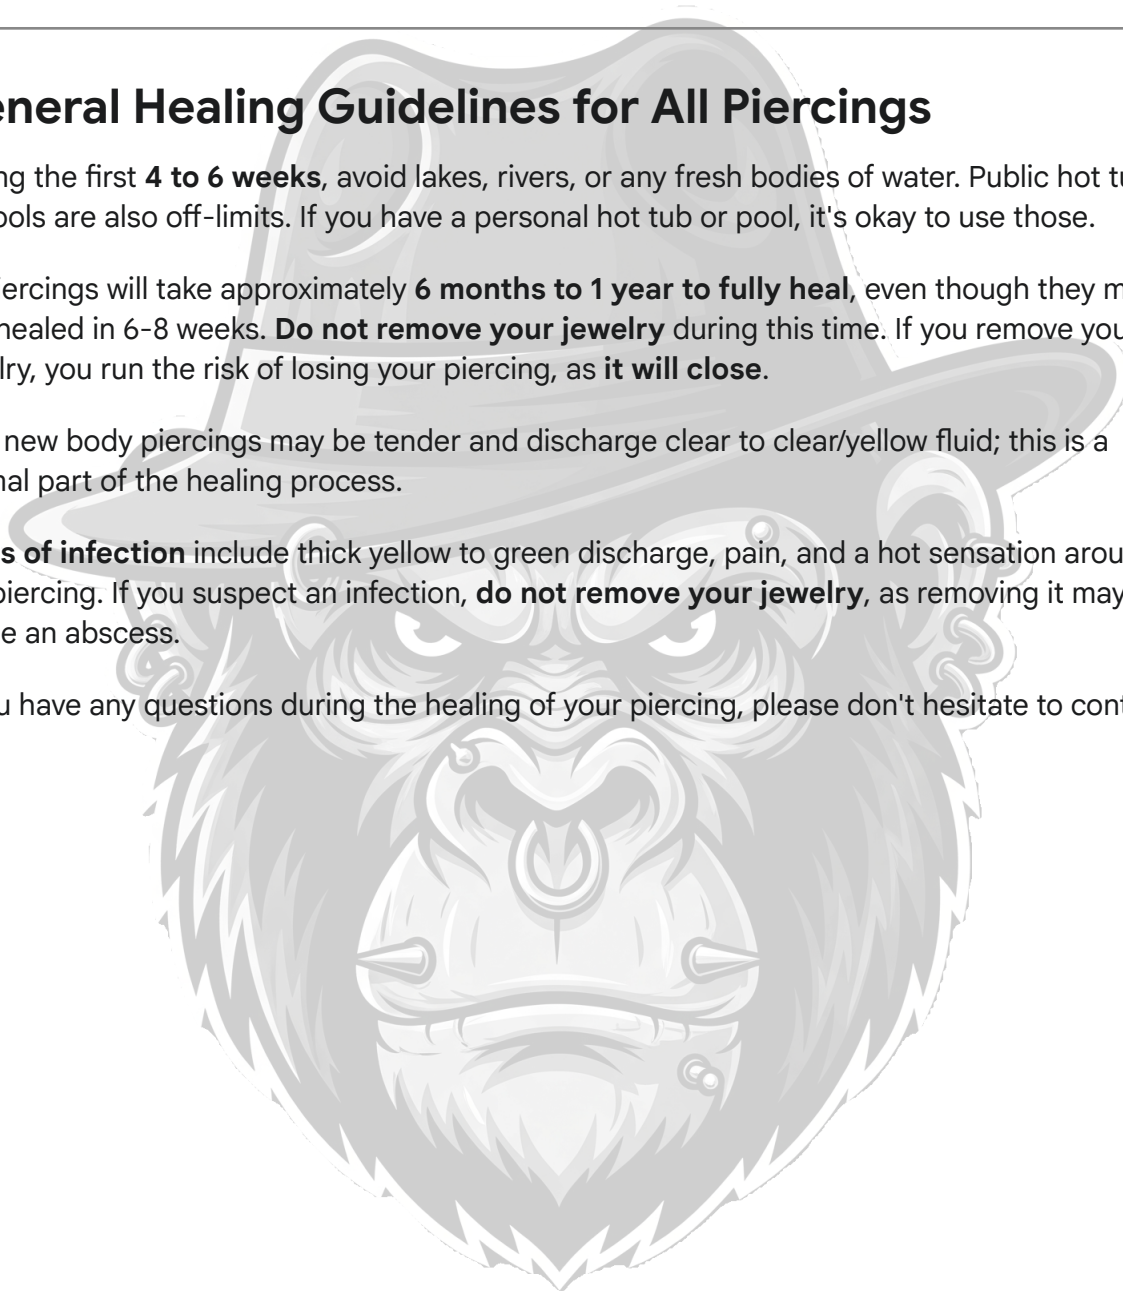 eneral Healing Guidelines for All Piercings
ng the first 4 to 6 weeks, avoid lakes, rivers, or any fresh bodies of water. Public hot tu
ools are also off-limits. If you have a personal hot tub or pool, it's okay to use those.
ercings will take approximately 6 months to 1 year to fully heal, even though they m
healed in 6-8 weeks. Do not remove your jewelry during this time. If you remove you
lry, you run the risk of losing your piercing, as it will close.
new body piercings may be tender and discharge clear to clear/yellow fluid; this is a
nal part of the healing process.
s of infection include thick yellow to green discharge, pain, and a hot sensation arou
piercing. If you suspect an infection, do not remove your jewelry, as removing it may
e an abscess.
u have any questions during the healing of your piercing, please don't hesitate to cont